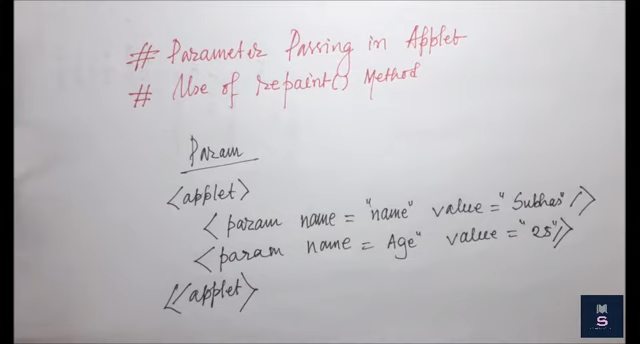 # Parameter Passing in Applet
# Use of repaint() Method
Param
<applet>
<param name = "name" value = "Subhas"/>
<param name = Age" value = "25"/>
</applet>
S